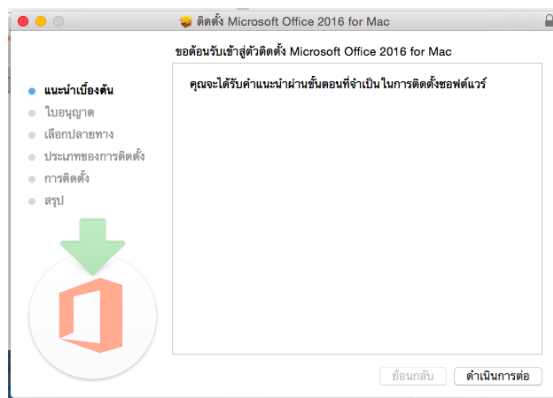 ติดตั้ง Microsoft Office 2016 for Mac
ขอต้อนรับเข้าสู่ตัวติดตั้ง Microsoft Office 2016 for Mac
แนะนำเบื้องต้น
ใบอนุญาต
เลือกปลายทาง
ประเภทของการติดตั้ง
การติดตั้ง
สรุป
คุณจะได้รับคำแนะนำผ่านขั้นตอนที่จำเป็นในการติดตั้งซอฟต์แวร์
ย้อนกลับ
ดำเนินการต่อ